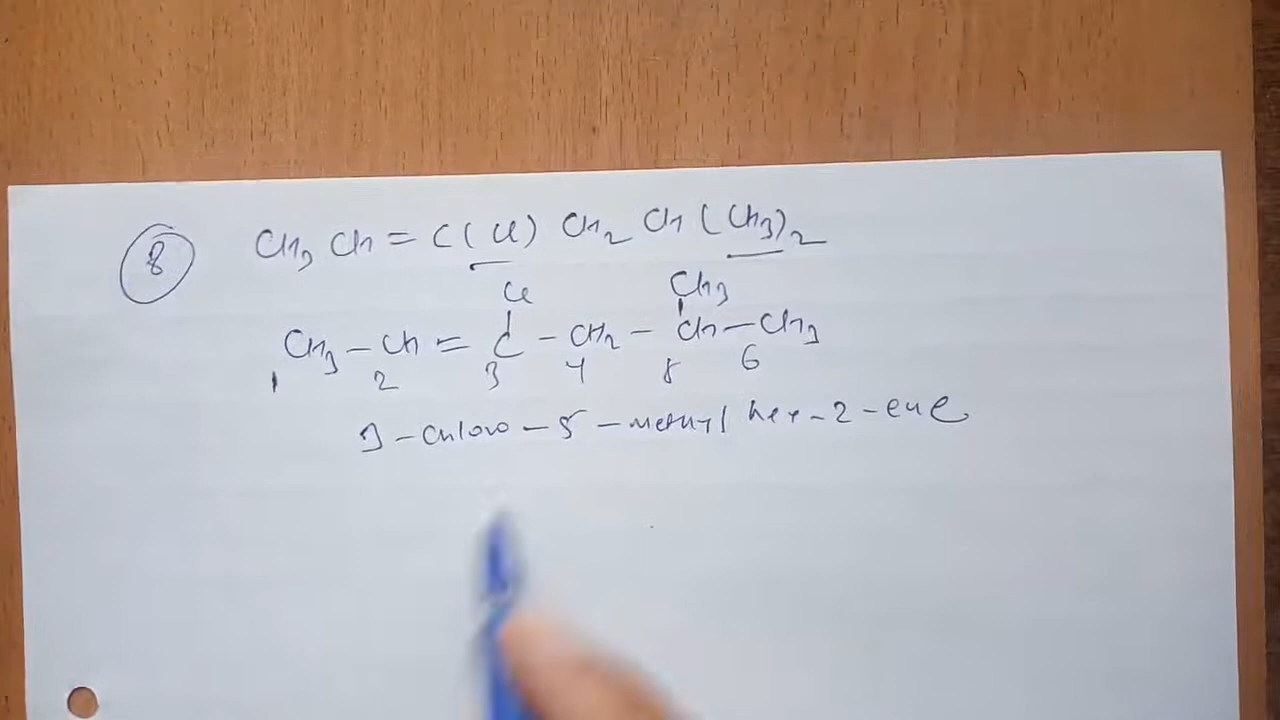 8 CH3 CH = C(Cl) CH2 CH (CH3)2
Cl CH3
CH3 - CH = C - CH2 - CH - CH3
1 2 3 4 5 6
3 - chloro - 5 - methyl hex - 2 - ene